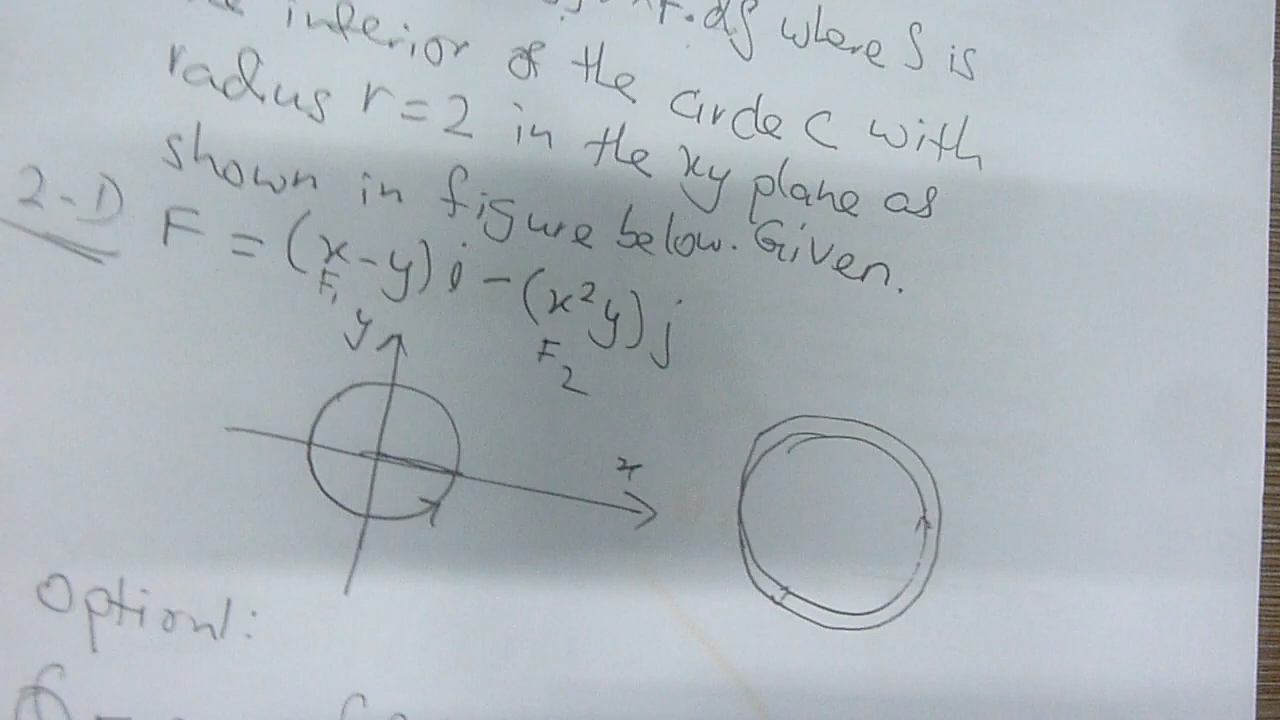 interior of the circle C with
F. dS where S is
radius r = 2 in the xy plane as
shown in figure below. Given.
2-D
F = (x-y) i - (x²y) j
F₁
F₂
y
x
Option 1: